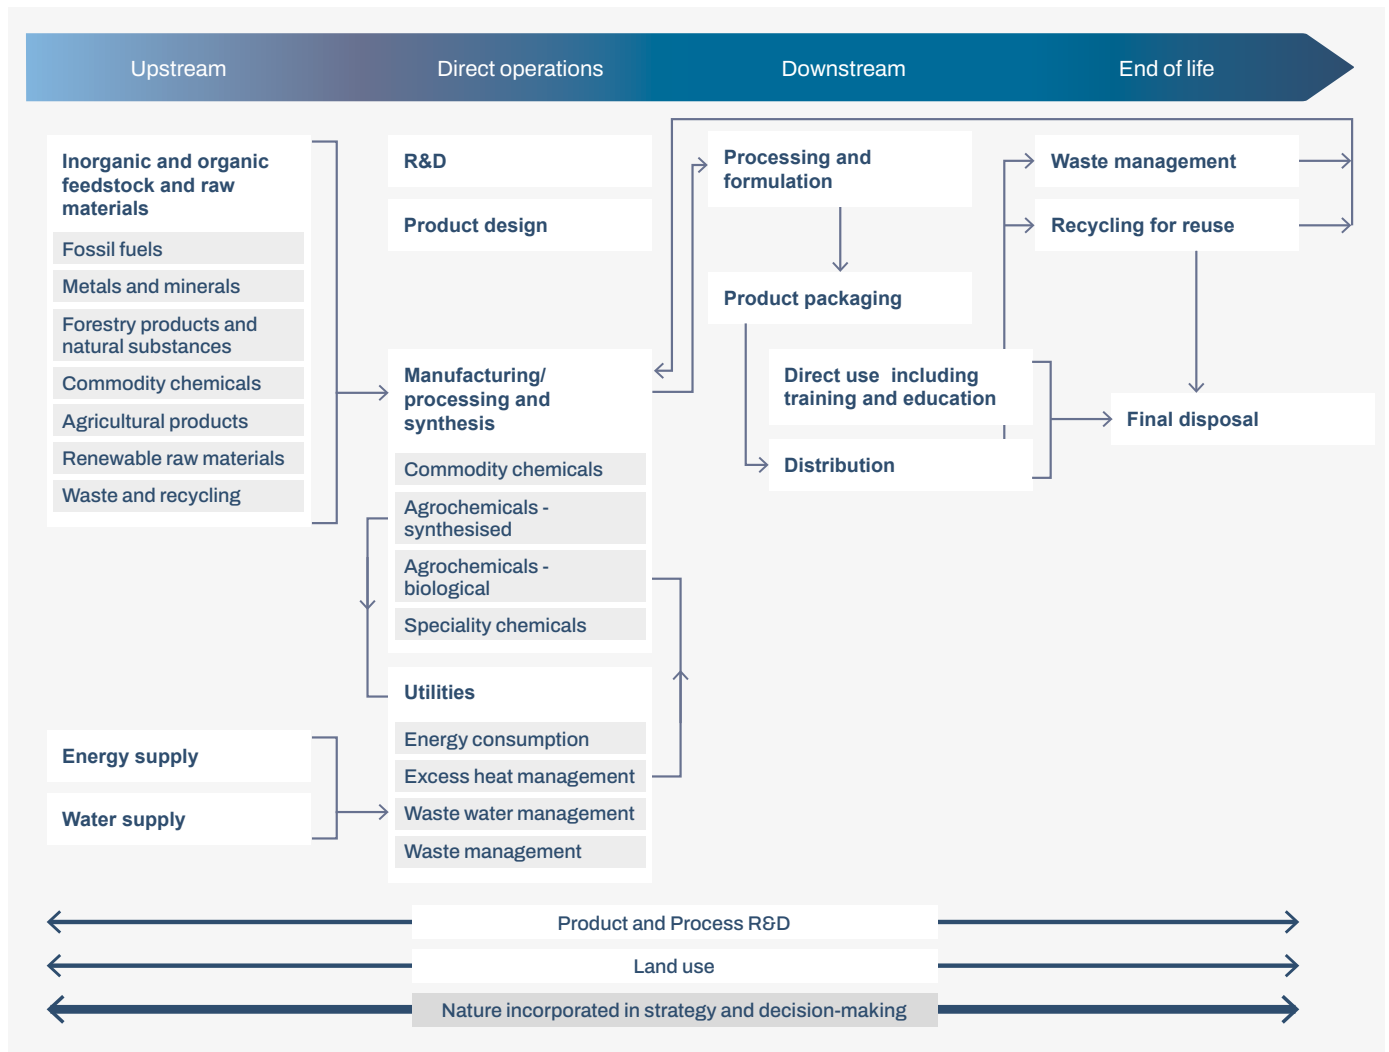 Upstream
Direct operations
Downstream
End of life
Inorganic and organic
feedstock and raw
materials
Fossil fuels
Metals and minerals
Forestry products and
natural substances
Commodity chemicals
Agricultural products
Renewable raw materials
Waste and recycling
Energy supply
Water supply
R&D
Product design
Manufacturing/
processing and
synthesis
Commodity chemicals
Agrochemicals -
synthesised
Agrochemicals -
biological
Speciality chemicals
Utilities
Energy consumption
Excess heat management
Waste water management
Waste management
Processing and
formulation
Product packaging
Direct use  including
training and education
Distribution
Waste management
Recycling for reuse
Final disposal
Product and Process R&D
Land use
Nature incorporated in strategy and decision-making